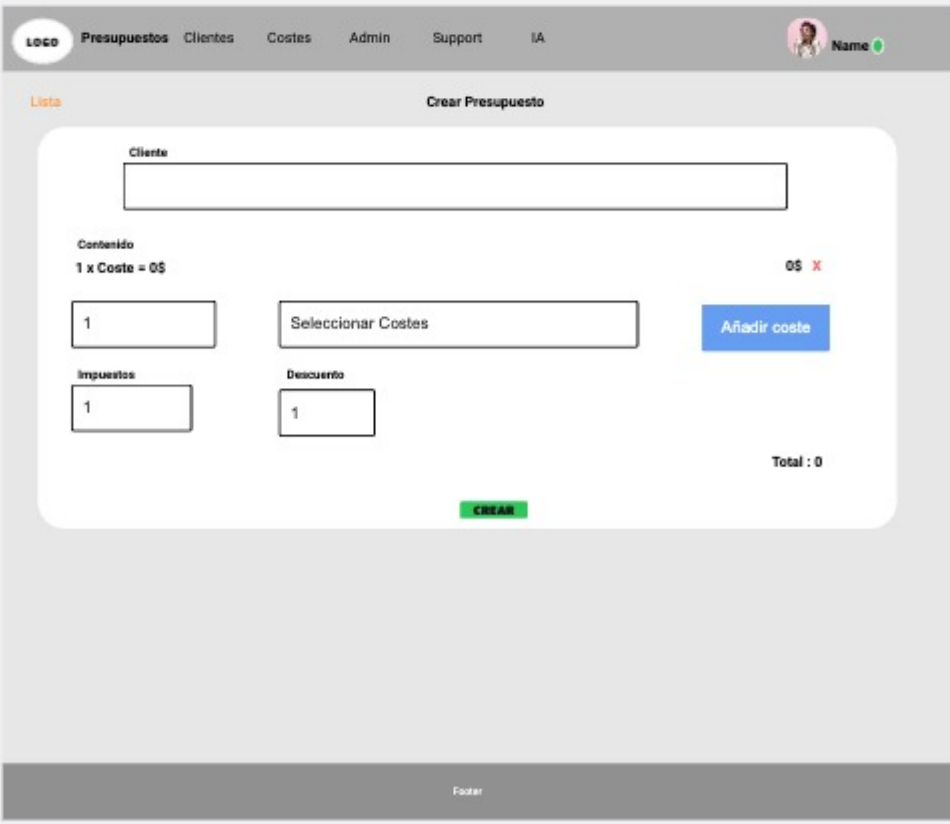 LOGO Presupuestos Clientes Costes Admin Support IA Name
Lista Crear Presupuesto
Cliente
Contenido
1 x Coste = 0$ 0$ X
1 Seleccionar Costes Añadir coste
Impuestos Descuento
1 1
Total : 0
CREAR
Footer